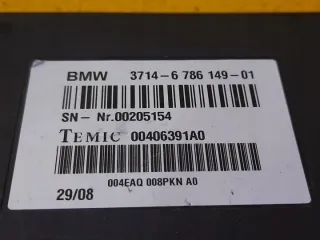 BMW 3714-6 786 149-01
SN- Nr.00205154
TEMIC 00406391A0
004EAQ 008PKN A0
29/08